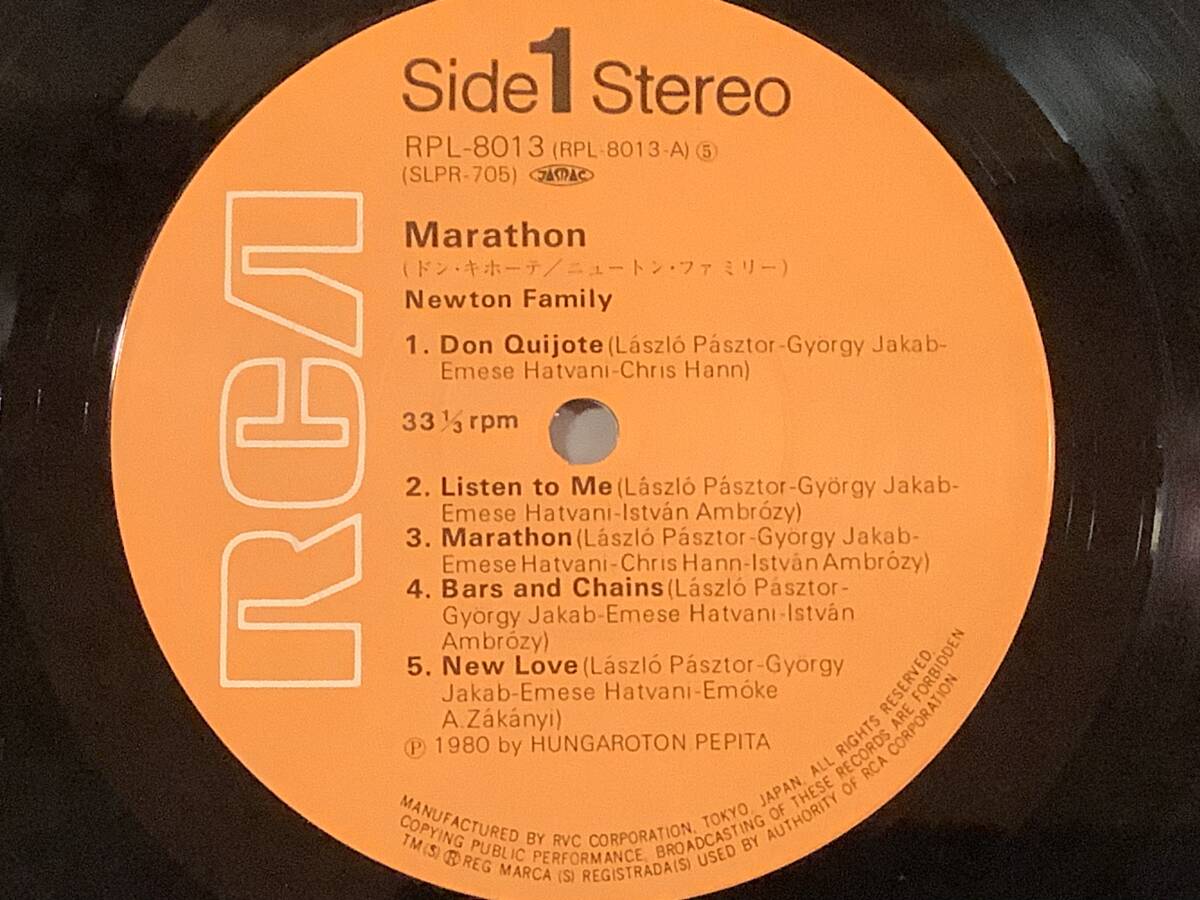 Side 1 Stereo
RPL-8013 (RPL-8013-A) ⑤
(SLPR-705) JASRAC
RCA
Marathon
(ドン・キホーテ/ニュートン・ファミリー)
Newton Family
1. Don Quijote (László Pásztor-György Jakab-
Emese Hatvani-Chris Hann)
33 1/3 rpm
2. Listen to Me (László Pásztor-György Jakab-
Emese Hatvani-István Ambrózy)
3. Marathon (László Pásztor-György Jakab-
Emese Hatvani-Chris Hann-István Ambrózy)
4. Bars and Chains (László Pásztor-
György Jakab-Emese Hatvani-István
Ambrózy)
5. New Love (László Pásztor-György
Jakab-Emese Hatvani-Emóke
A.Zákányi)
Ⓟ 1980 by HUNGAROTON PEPITA
MANUFACTURED BY RVC CORPORATION, TOKYO, JAPAN. ALL RIGHTS RESERVED.
COPYING PUBLIC PERFORMANCE, BROADCASTING OF THESE RECORDS ARE FORBIDDEN
TM(S) ® REG MARCA (S) REGISTRADA(S) USED BY AUTHORITY OF RCA CORPORATION